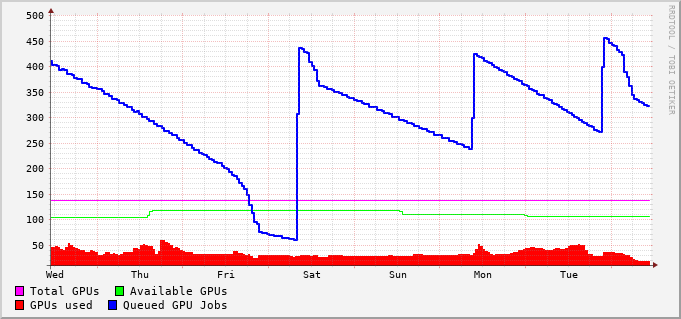 500
450
400
350
300
250
200
150
100
50
Wed Thu Fri Sat Sun Mon Tue
Total GPUs Available GPUs
GPUs used Queued GPU Jobs
RRDTOOL / TOBI OETIKER